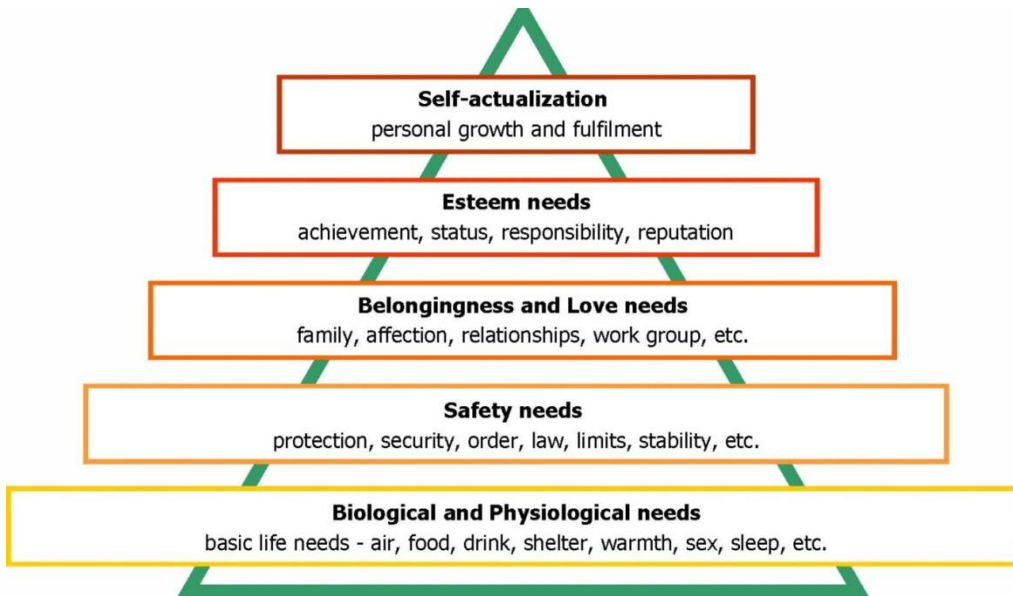 Self-actualization
personal growth and fulfilment
Esteem needs
achievement, status, responsibility, reputation
Belongingness and Love needs
family, affection, relationships, work group, etc.
Safety needs
protection, security, order, law, limits, stability, etc.
Biological and Physiological needs
basic life needs - air, food, drink, shelter, warmth, sex, sleep, etc.